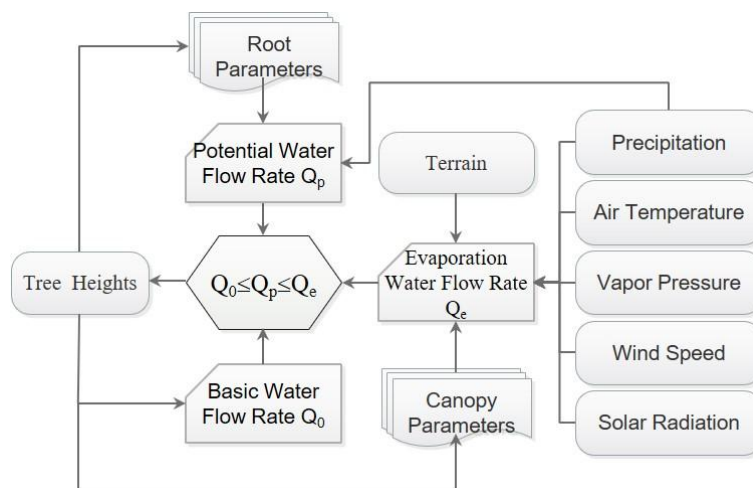 Root
Parameters
Potential Water
Flow Rate Qp
Terrain
Precipitation
Air Temperature
Tree Heights
Q0≤Qp≤Qe
Evaporation
Water Flow Rate
Qe
Vapor Pressure
Wind Speed
Basic Water
Flow Rate Q0
Canopy
Parameters
Solar Radiation